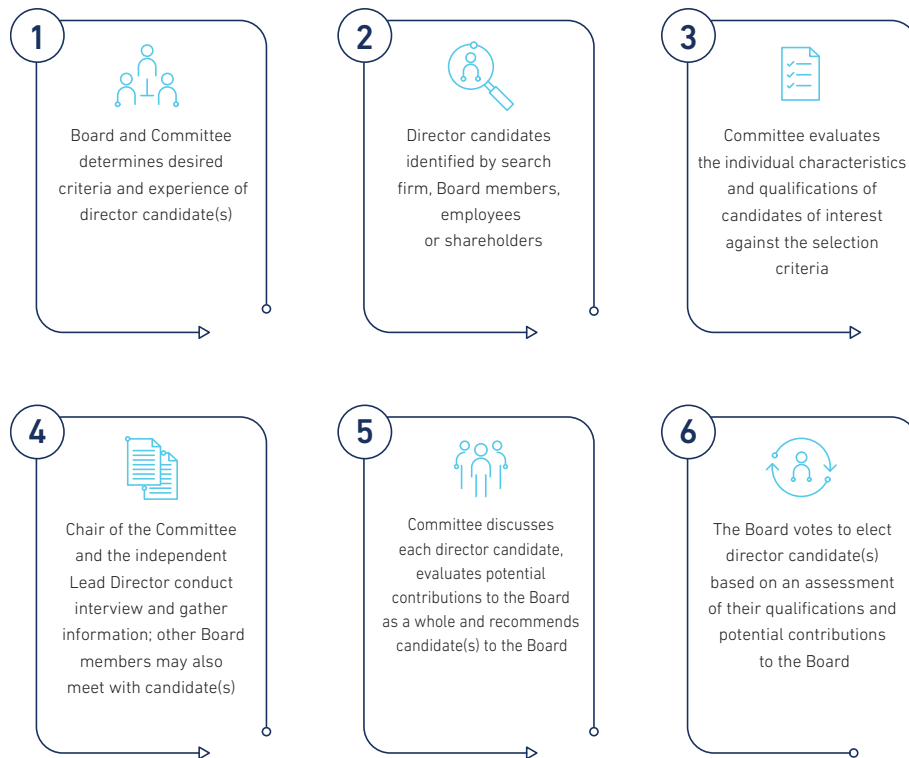 1
Board and Committee
determines desired
criteria and experience of
director candidate(s)
2
Director candidates
identified by search
firm, Board members,
employees
or shareholders
3
Committee evaluates
the individual characteristics
and qualifications of
candidates of interest
against the selection
criteria
4
Chair of the Committee
and the independent
Lead Director conduct
interview and gather
information; other Board
members may also
meet with candidate(s)
5
Committee discusses
each director candidate,
evaluates potential
contributions to the Board
as a whole and recommends
candidate(s) to the Board
6
The Board votes to elect
director candidate(s)
based on an assessment
of their qualifications and
potential contributions
to the Board